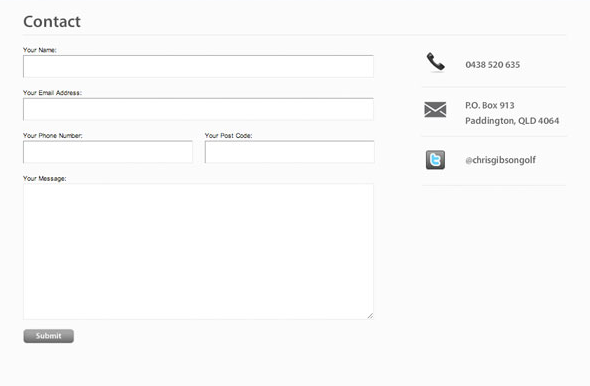 Contact
Your Name:
Your Email Address:
Your Phone Number:
Your Post Code:
Your Message:
Submit
0438 520 635
P.O. Box 913
Paddington, QLD 4064
@chrisgibsongolf